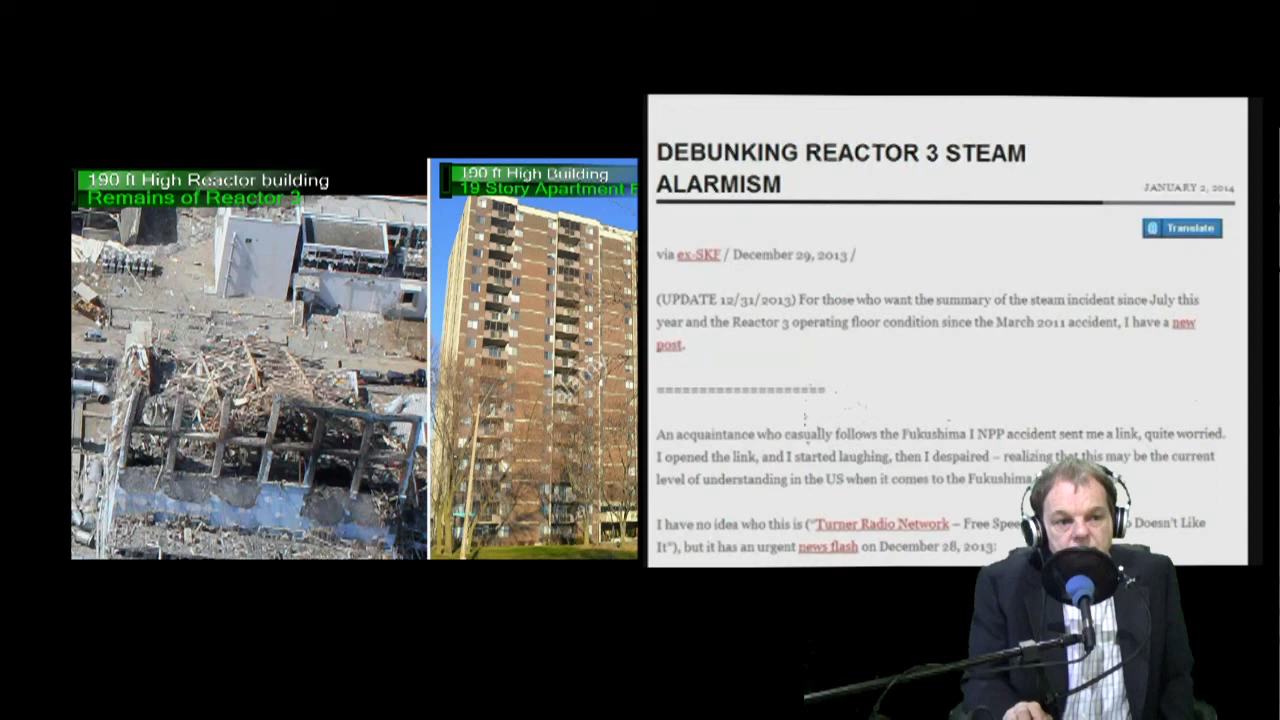 190 ft High Reactor building
Remains of Reactor 3
190 ft High Building
19 Story Apartment
DEBUNKING REACTOR 3 STEAM
ALARMISM
JANUARY 2, 2014
Translate
via ex-SKF / December 29, 2013 /
(UPDATE 12/31/2013) For those who want the summary of the steam incident since July this
year and the Reactor 3 operating floor condition since the March 2011 accident, I have a new
post.
====================
An acquaintance who casually follows the Fukushima I NPP accident sent me a link, quite worried.
I opened the link, and I started laughing, then I despaired – realizing that this may be the current
level of understanding in the US when it comes to the Fukushima
I have no idea who this is ("Turner Radio Network – Free Doesn't Like
It"), but it has an urgent news flash on December 28, 2013: